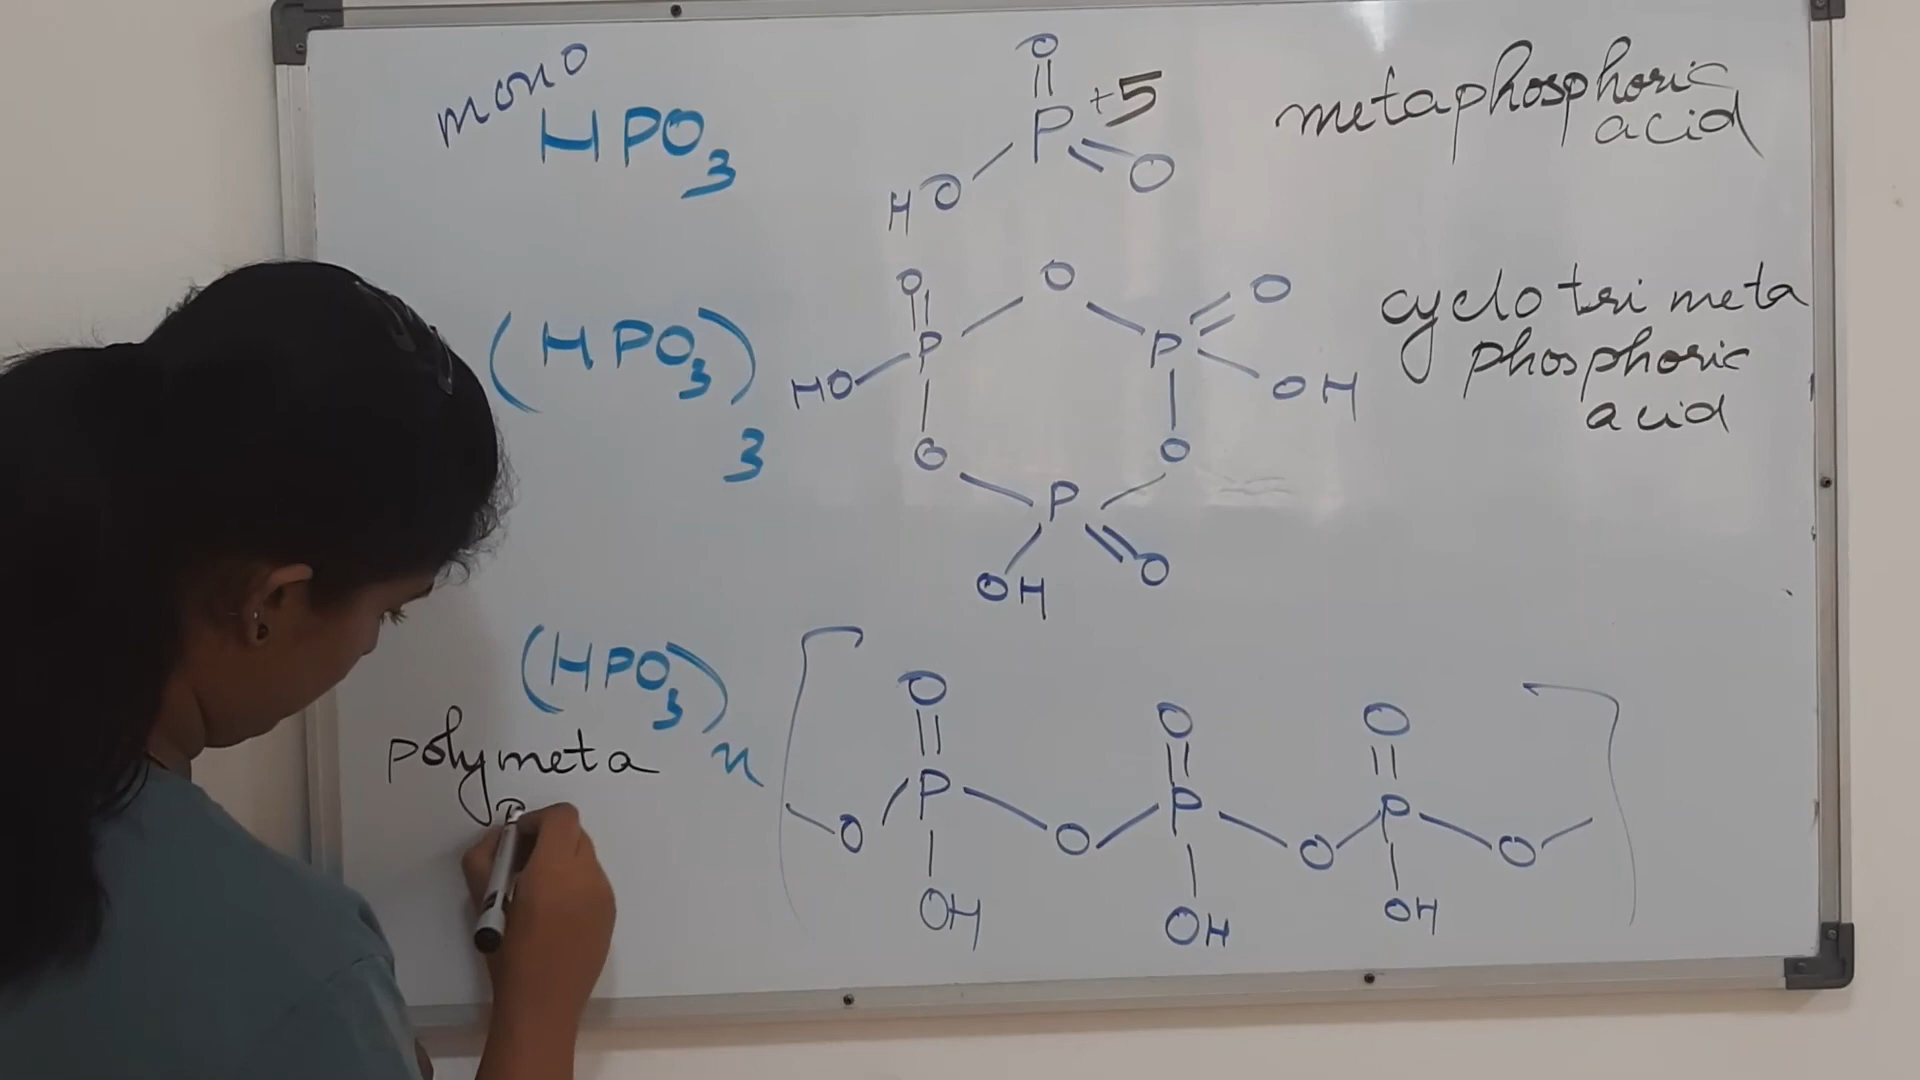 mono
HPO3
O
P +5
HO O
metaphosphoric
acid
(HPO3)3
O O O
P P
HO OH
O O
P
OH O
cyclo tri meta
phosphoric
acid
(HPO3)n
polymeta
O O O
P P P
O O O O
OH OH OH